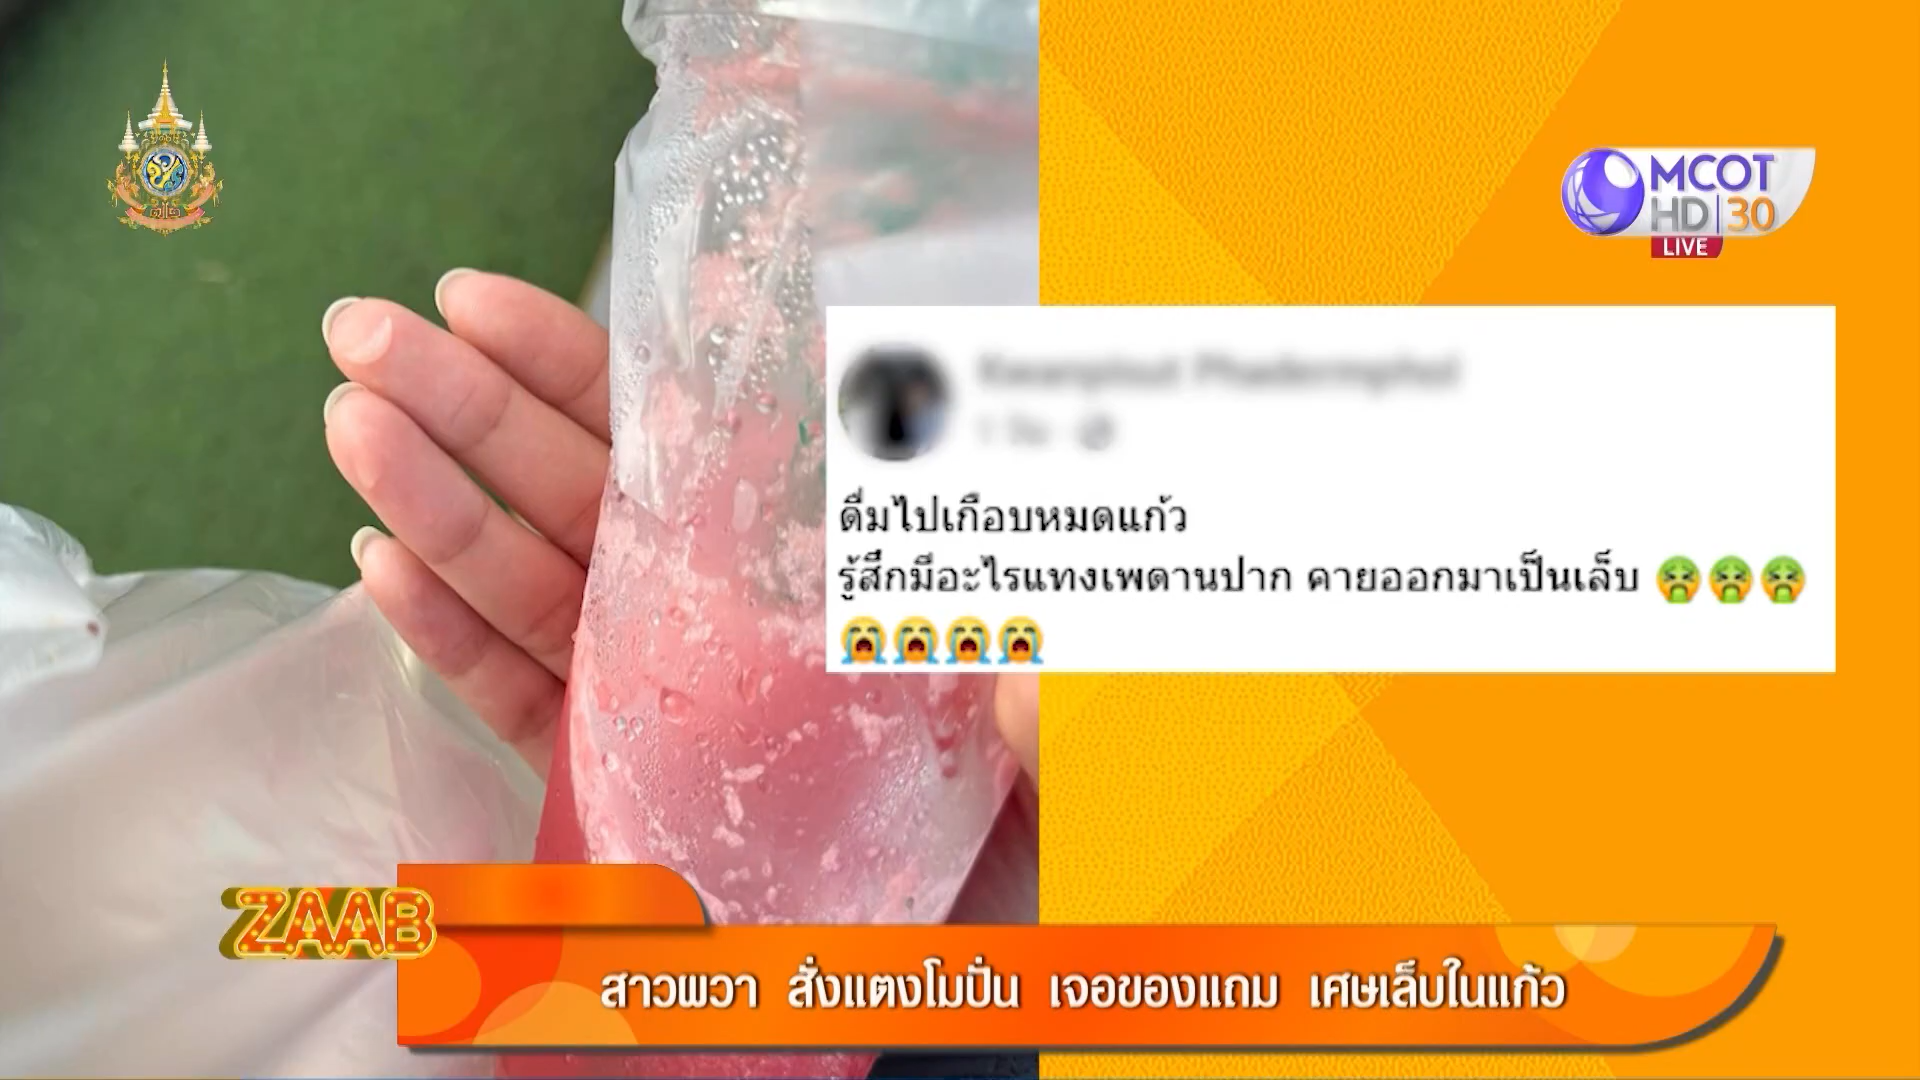 MCOT
HD 30
LIVE
ดื่มไปเกือบหมดแก้ว
รู้สึกมีอะไรแทงเพดานปาก คายออกมาเป็นเล็บ 🤮🤮🤮
😭😭😭😭
ZAAB
สาวผวา สั่งแตงโมปั่น เจอของแถม เศษเล็บในแก้ว